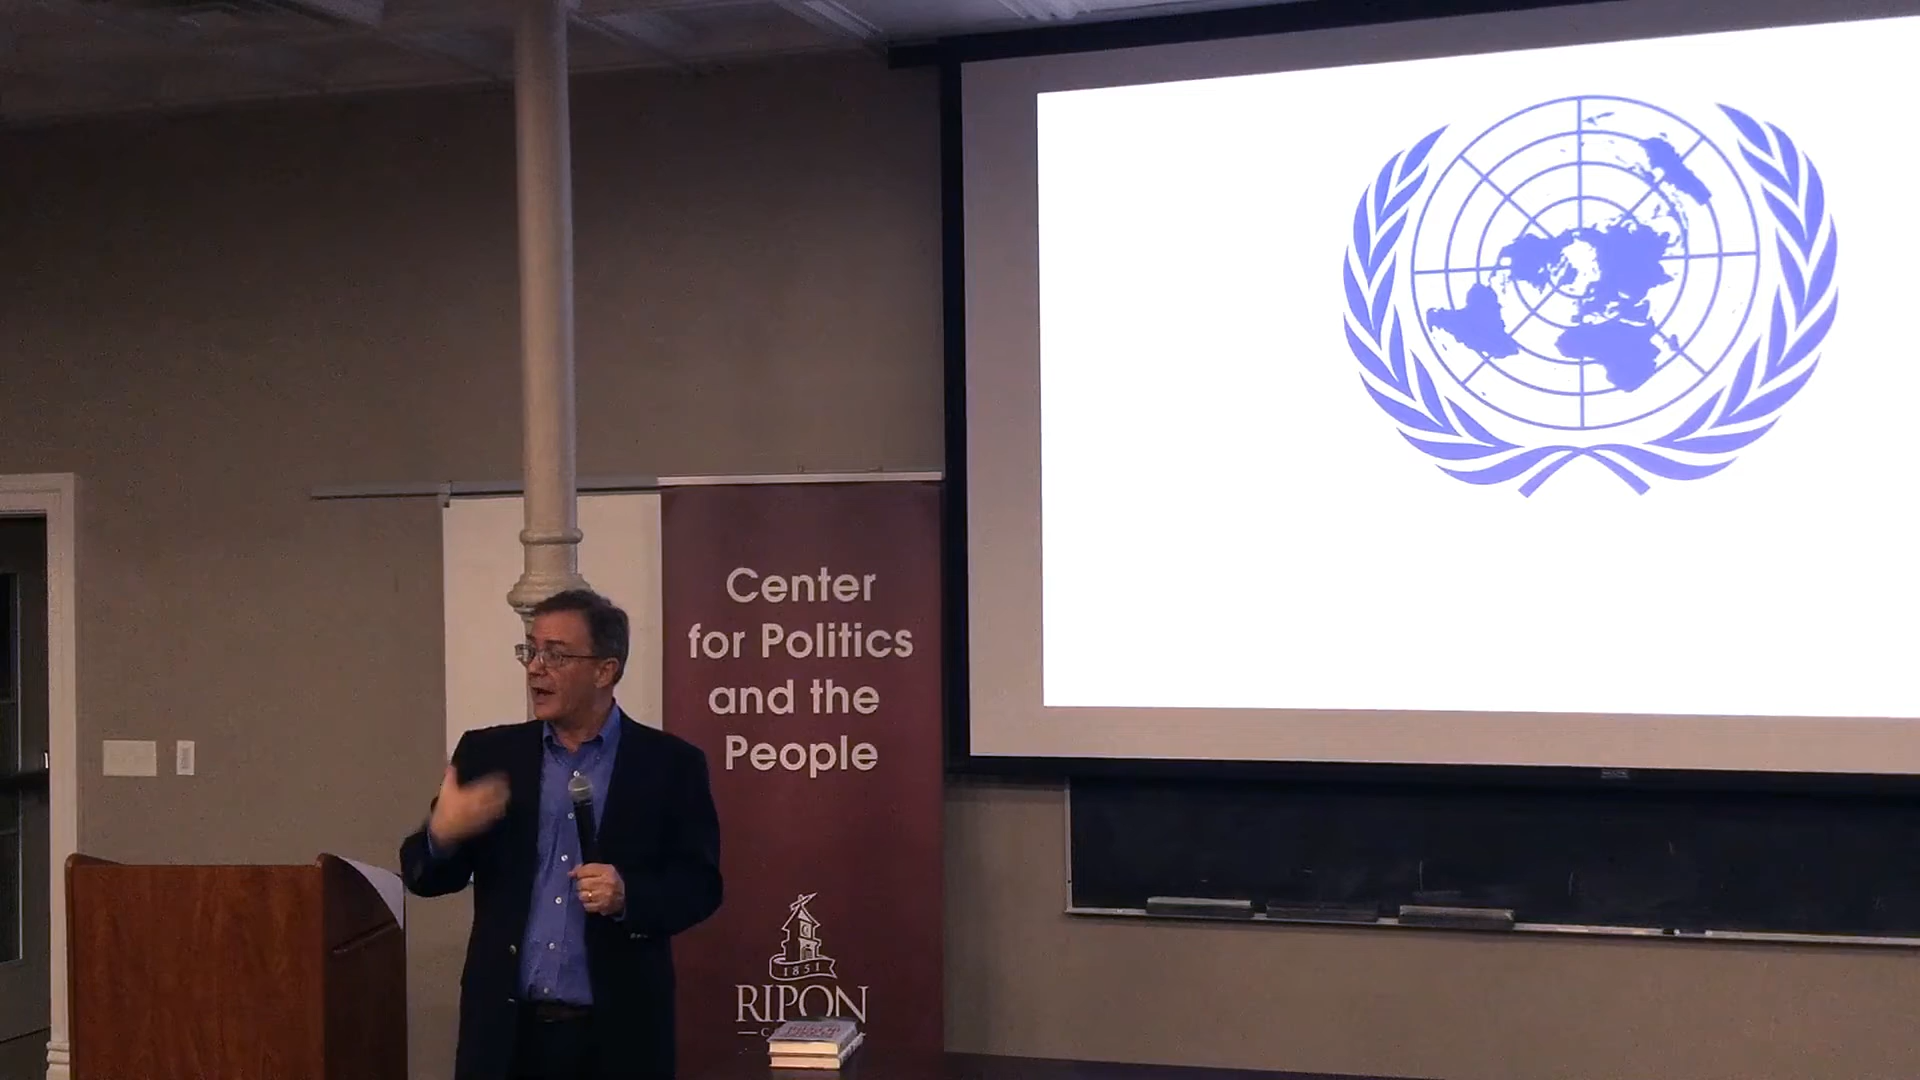 Center
for Politics
and the
People
1851
RIPON